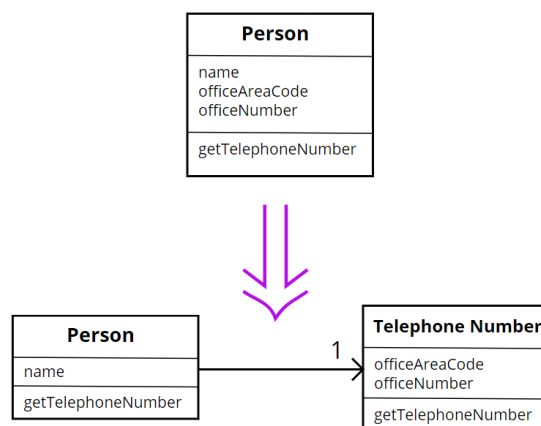 Person
name
officeAreaCode
officeNumber
getTelephoneNumber
Person
name
getTelephoneNumber
1
Telephone Number
officeAreaCode
officeNumber
getTelephoneNumber